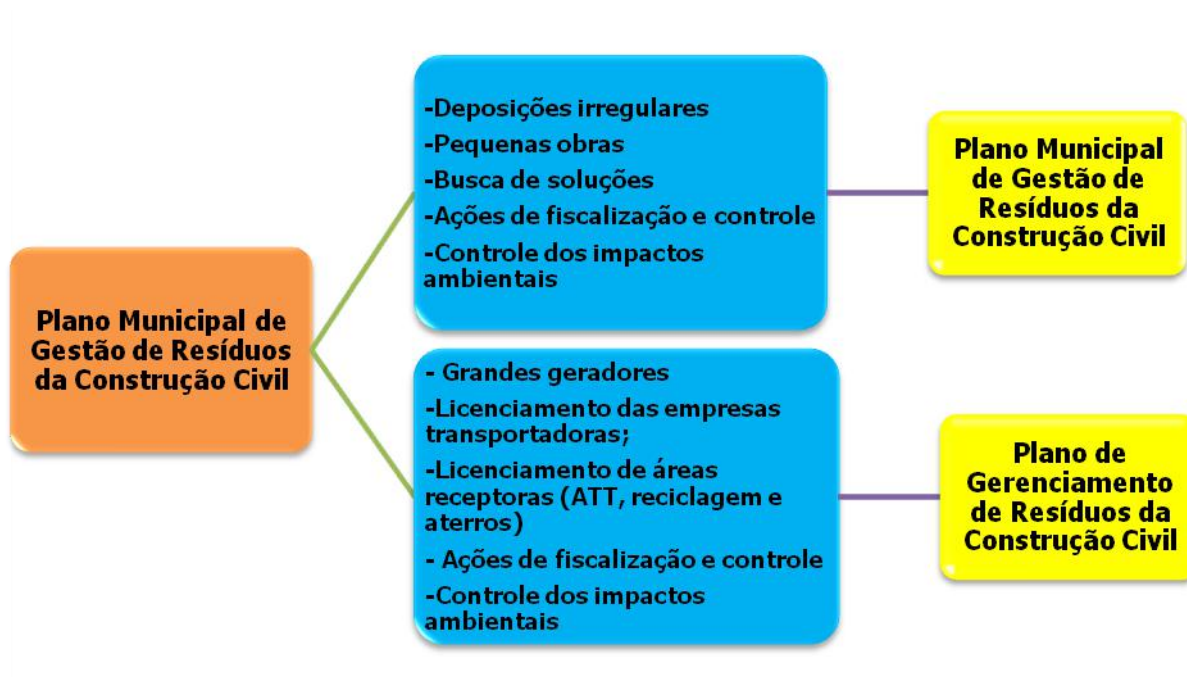 Plano Municipal de
Gestão de Resíduos
da Construção Civil
-Deposições irregulares
-Pequenas obras
-Busca de soluções
-Ações de fiscalização e controle
-Controle dos impactos
ambientais
Plano Municipal
de Gestão de
Resíduos da
Construção Civil
- Grandes geradores
-Licenciamento das empresas
transportadoras;
-Licenciamento de áreas
receptoras (ATT, reciclagem e
aterros)
- Ações de fiscalização e controle
-Controle dos impactos
ambientais
Plano de
Gerenciamento
de Resíduos da
Construção Civil